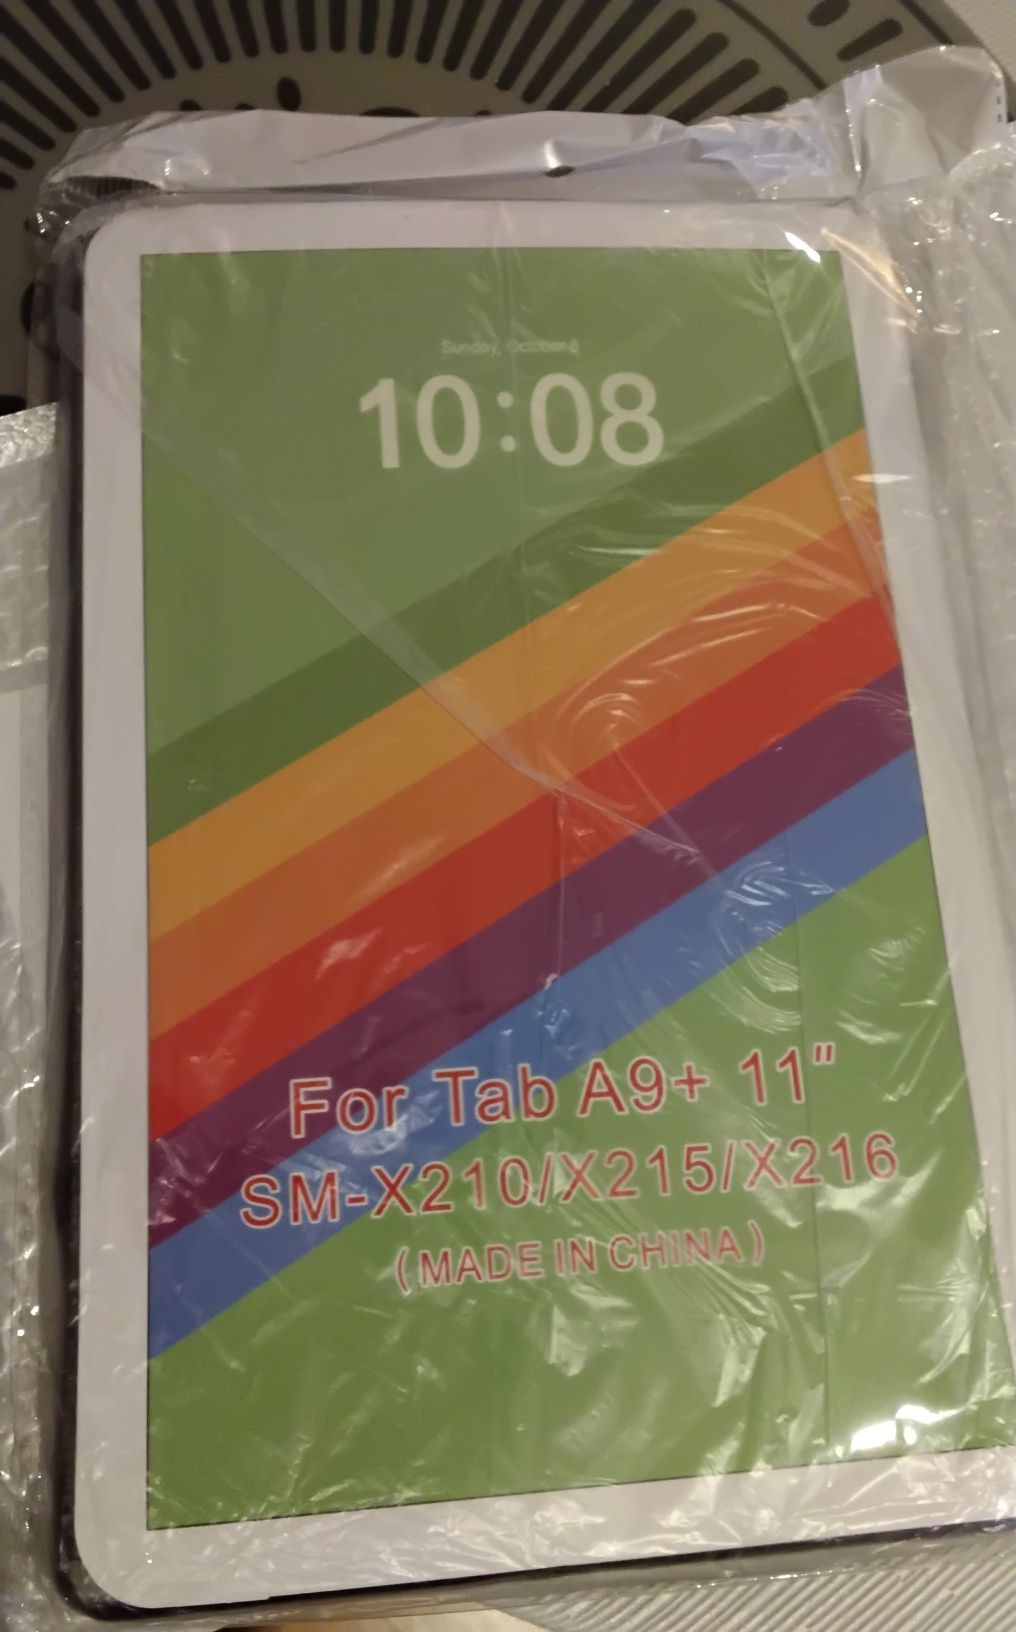 Sunday, October 8
10:08
For Tab A9+ 11"
SM-X210/X215/X216
(MADE IN CHINA)